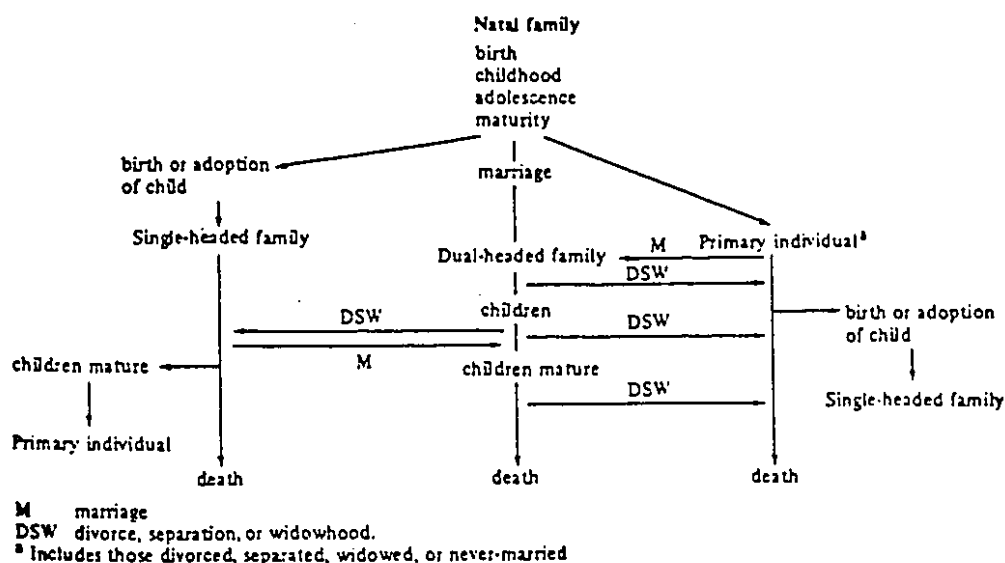 Natal family
birth
childhood
adolescence
maturity
birth or adoption
of child
marriage
Single-headed family
Dual-headed family
M
Primary individualª
DSW
children
DSW
DSW
birth or adoption
of child
M
children mature
children mature
DSW
Single-headed family
Primary individual
death
death
death
M marriage
DSW divorce, separation, or widowhood.
ª Includes those divorced, separated, widowed, or never-married